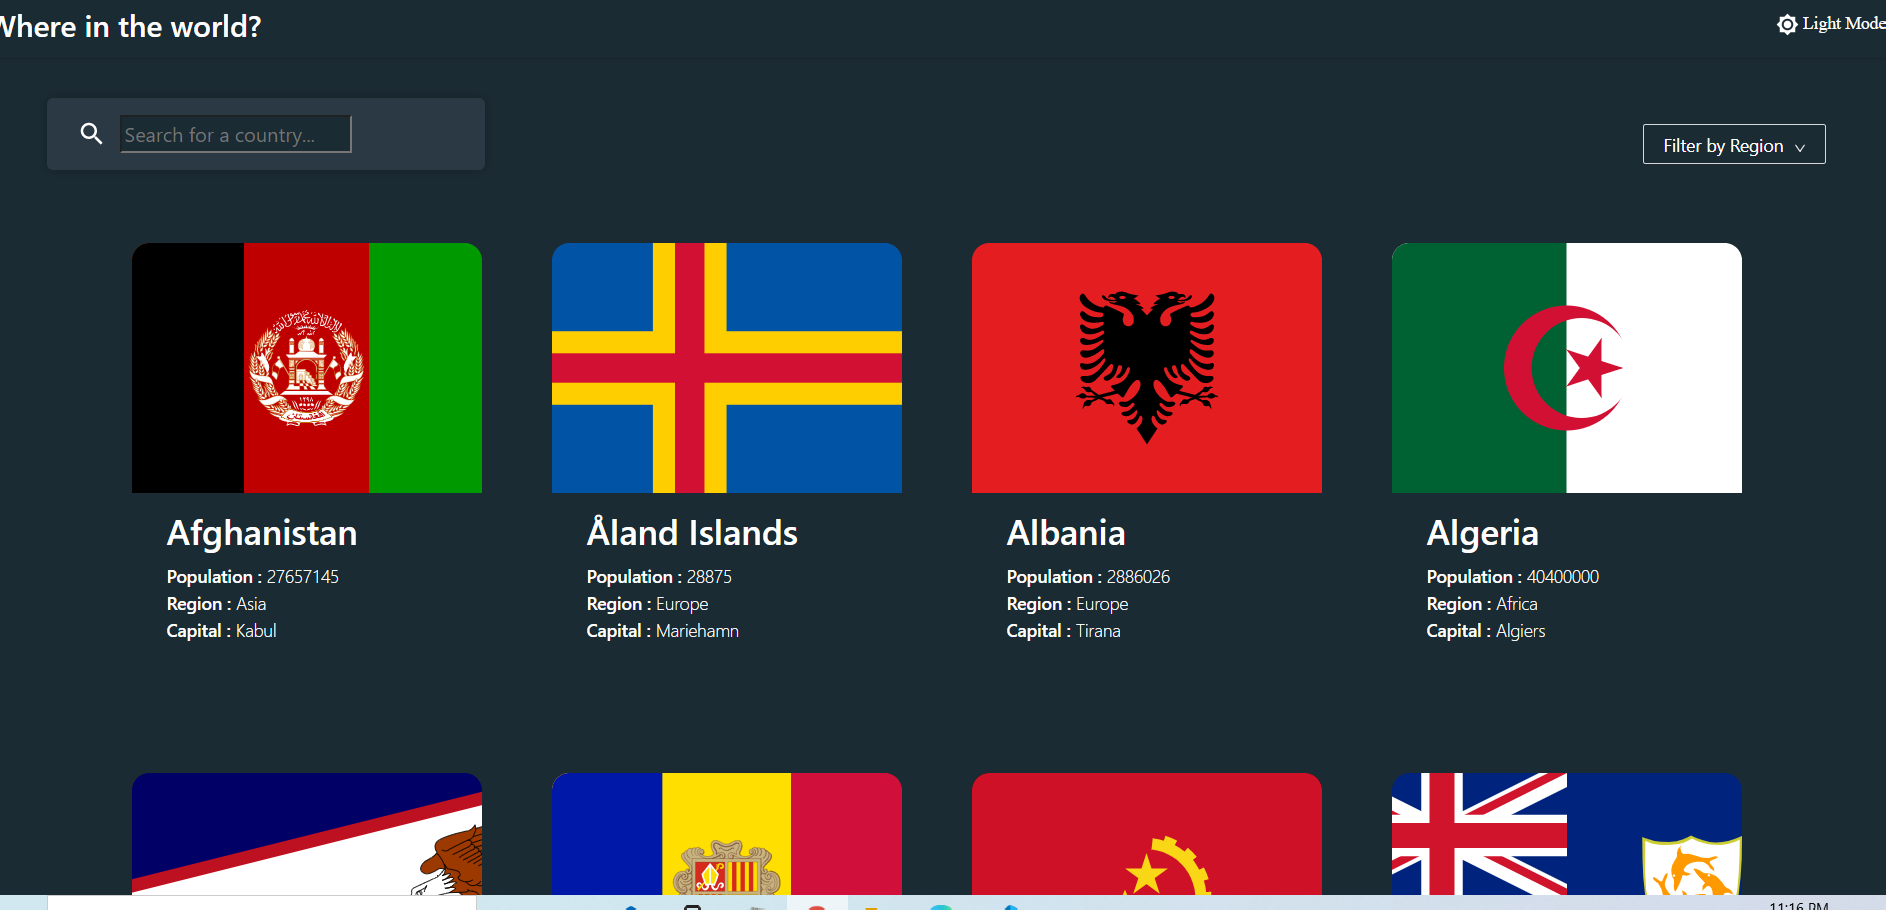 Where in the world?
Light Mode
Search for a country...
Filter by Region
Afghanistan
Population : 27657145
Region : Asia
Capital : Kabul
Åland Islands
Population : 28875
Region : Europe
Capital : Mariehamn
Albania
Population : 2886026
Region : Europe
Capital : Tirana
Algeria
Population : 40400000
Region : Africa
Capital : Algiers
11:16 PM